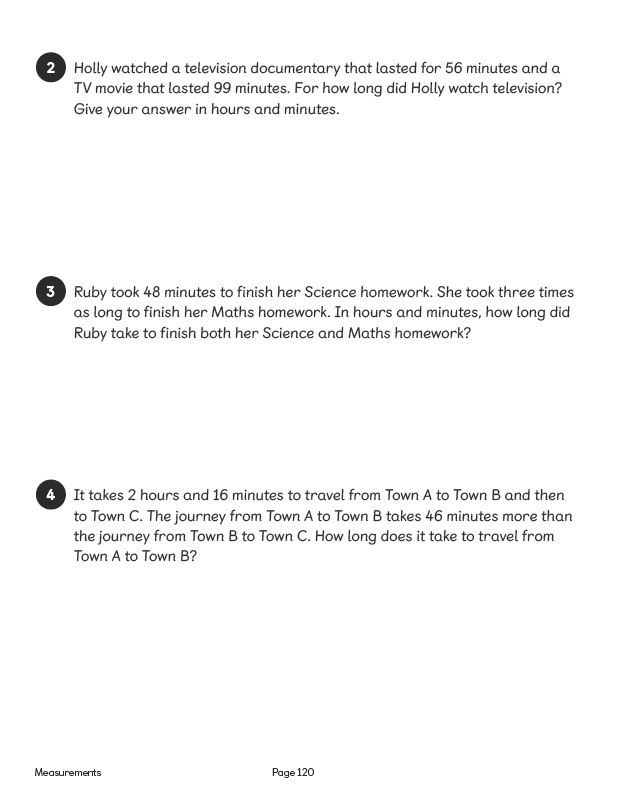 2 Holly watched a television documentary that lasted for 56 minutes and a
TV movie that lasted 99 minutes. For how long did Holly watch television?
Give your answer in hours and minutes.
3 Ruby took 48 minutes to finish her Science homework. She took three times
as long to finish her Maths homework. In hours and minutes, how long did
Ruby take to finish both her Science and Maths homework?
4 It takes 2 hours and 16 minutes to travel from Town A to Town B and then
to Town C. The journey from Town A to Town B takes 46 minutes more than
the journey from Town B to Town C. How long does it take to travel from
Town A to Town B?
Measurements Page 120